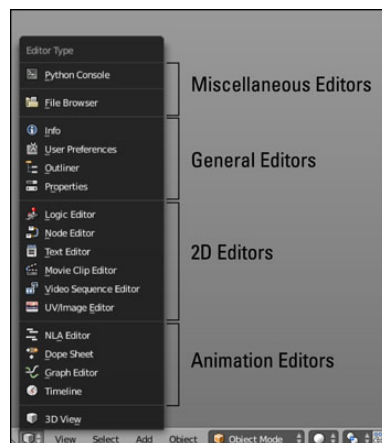 Editor Type
Python Console
File Browser
Miscellaneous Editors
Info
User Preferences
Outliner
Properties
General Editors
Logic Editor
Node Editor
Text Editor
Movie Clip Editor
Video Sequence Editor
UV/Image Editor
2D Editors
NLA Editor
Dope Sheet
Graph Editor
Timeline
Animation Editors
3D View
View Select Add Object Object Mode